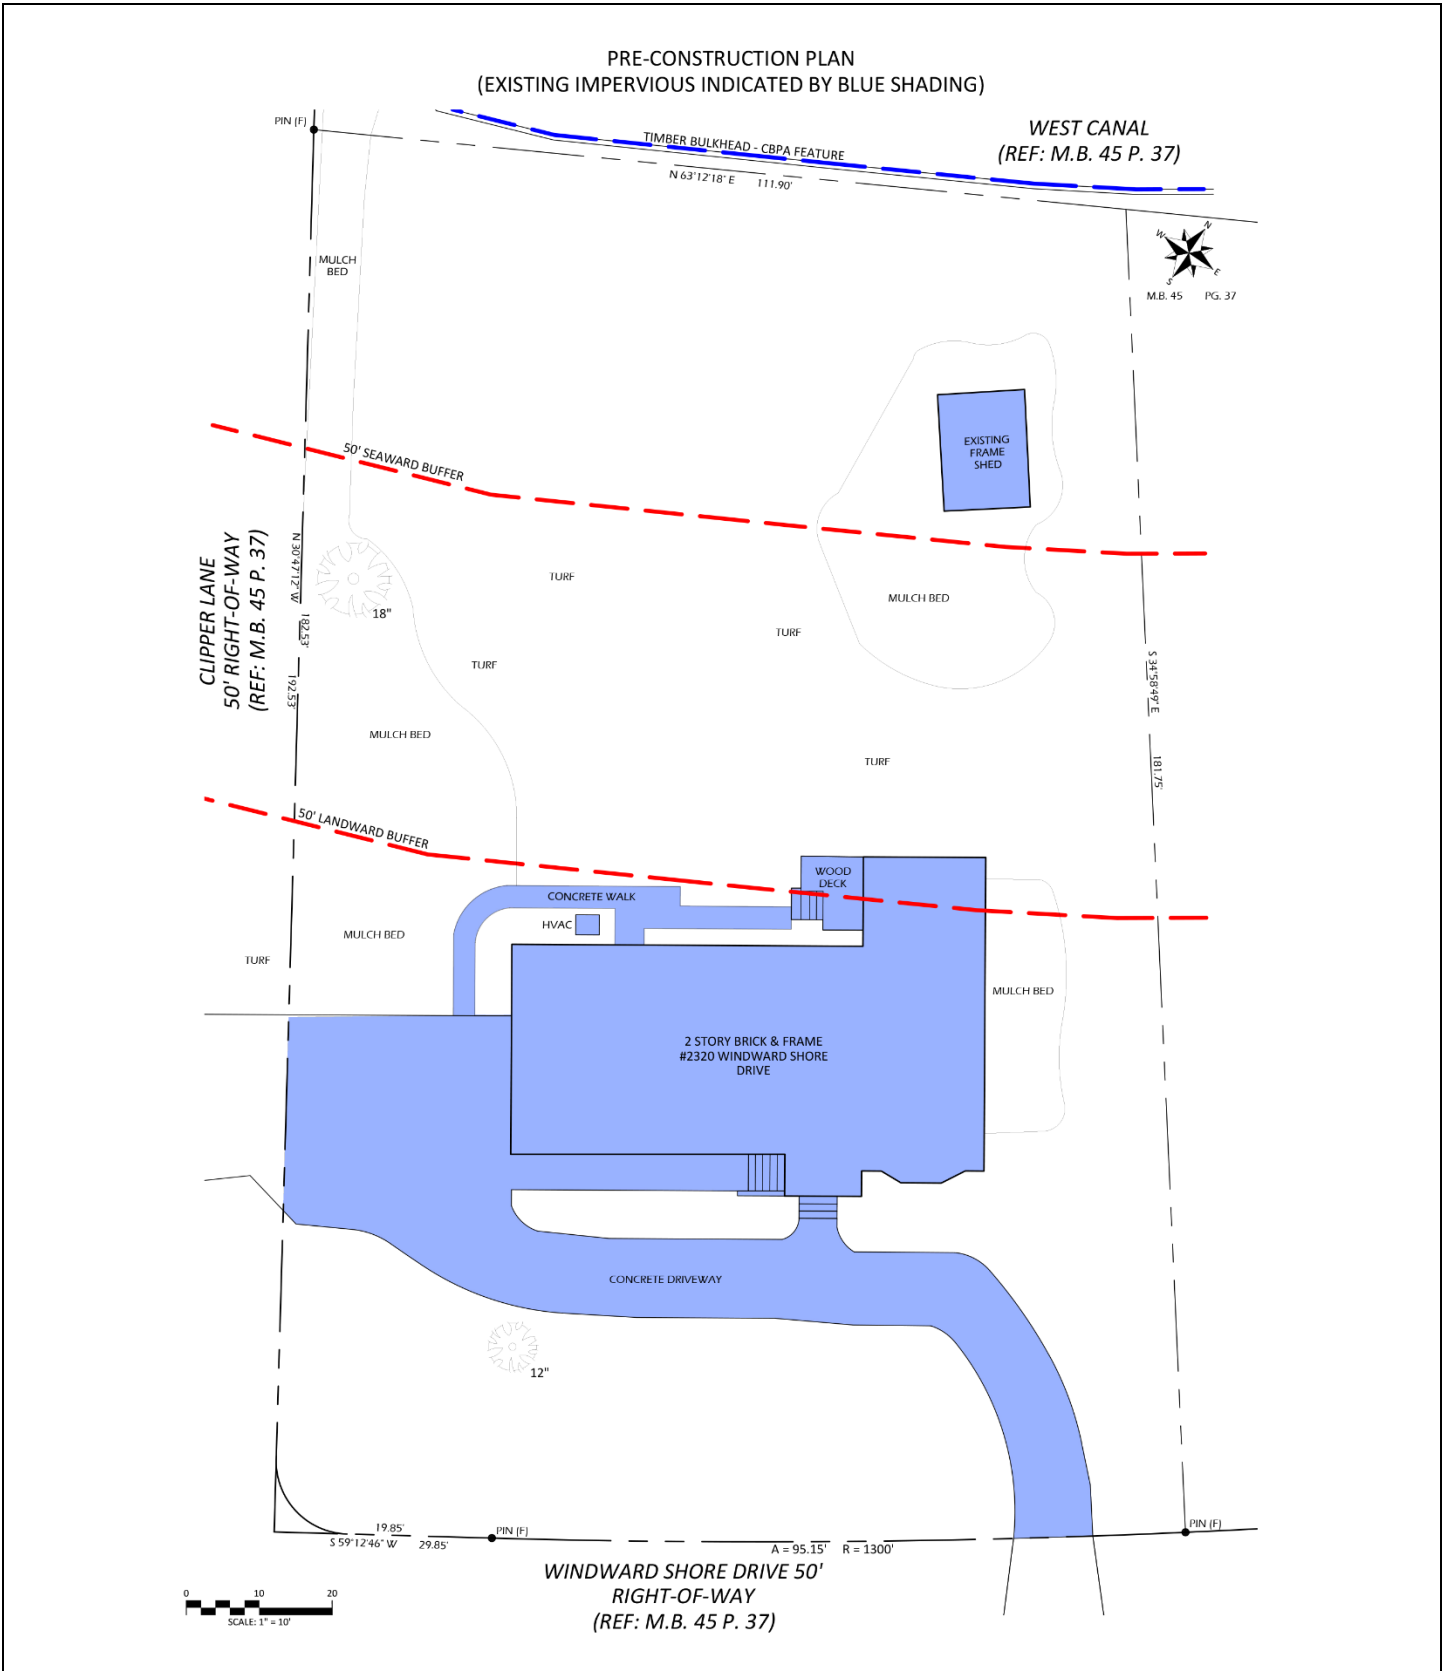 PRE-CONSTRUCTION PLAN
(EXISTING IMPERVIOUS INDICATED BY BLUE SHADING)
PIN (F)
TIMBER BULKHEAD - CBPA FEATURE
WEST CANAL
(REF: M.B. 45 P. 37)
N 63°12'18" E 111.90'
N
W
E
S
M.B. 45 PG. 37
MULCH
BED
EXISTING
FRAME
SHED
50' SEAWARD BUFFER
CLIPPER LANE
50' RIGHT-OF-WAY
(REF: M.B. 45 P. 37)
N 30°47'12" W 182.53'
192.53'
18"
TURF
MULCH BED
TURF
TURF
S 34°58'49" E 181.75'
MULCH BED
TURF
50' LANDWARD BUFFER
WOOD
DECK
CONCRETE WALK
HVAC
MULCH BED
TURF
MULCH BED
2 STORY BRICK & FRAME
#2320 WINDWARD SHORE
DRIVE
CONCRETE DRIVEWAY
12"
19.85'
PIN (F)
PIN (F)
S 59°12'46" W 29.85'
A = 95.15' R = 1300'
WINDWARD SHORE DRIVE 50'
RIGHT-OF-WAY
(REF: M.B. 45 P. 37)
0 10 20
SCALE: 1" = 10'